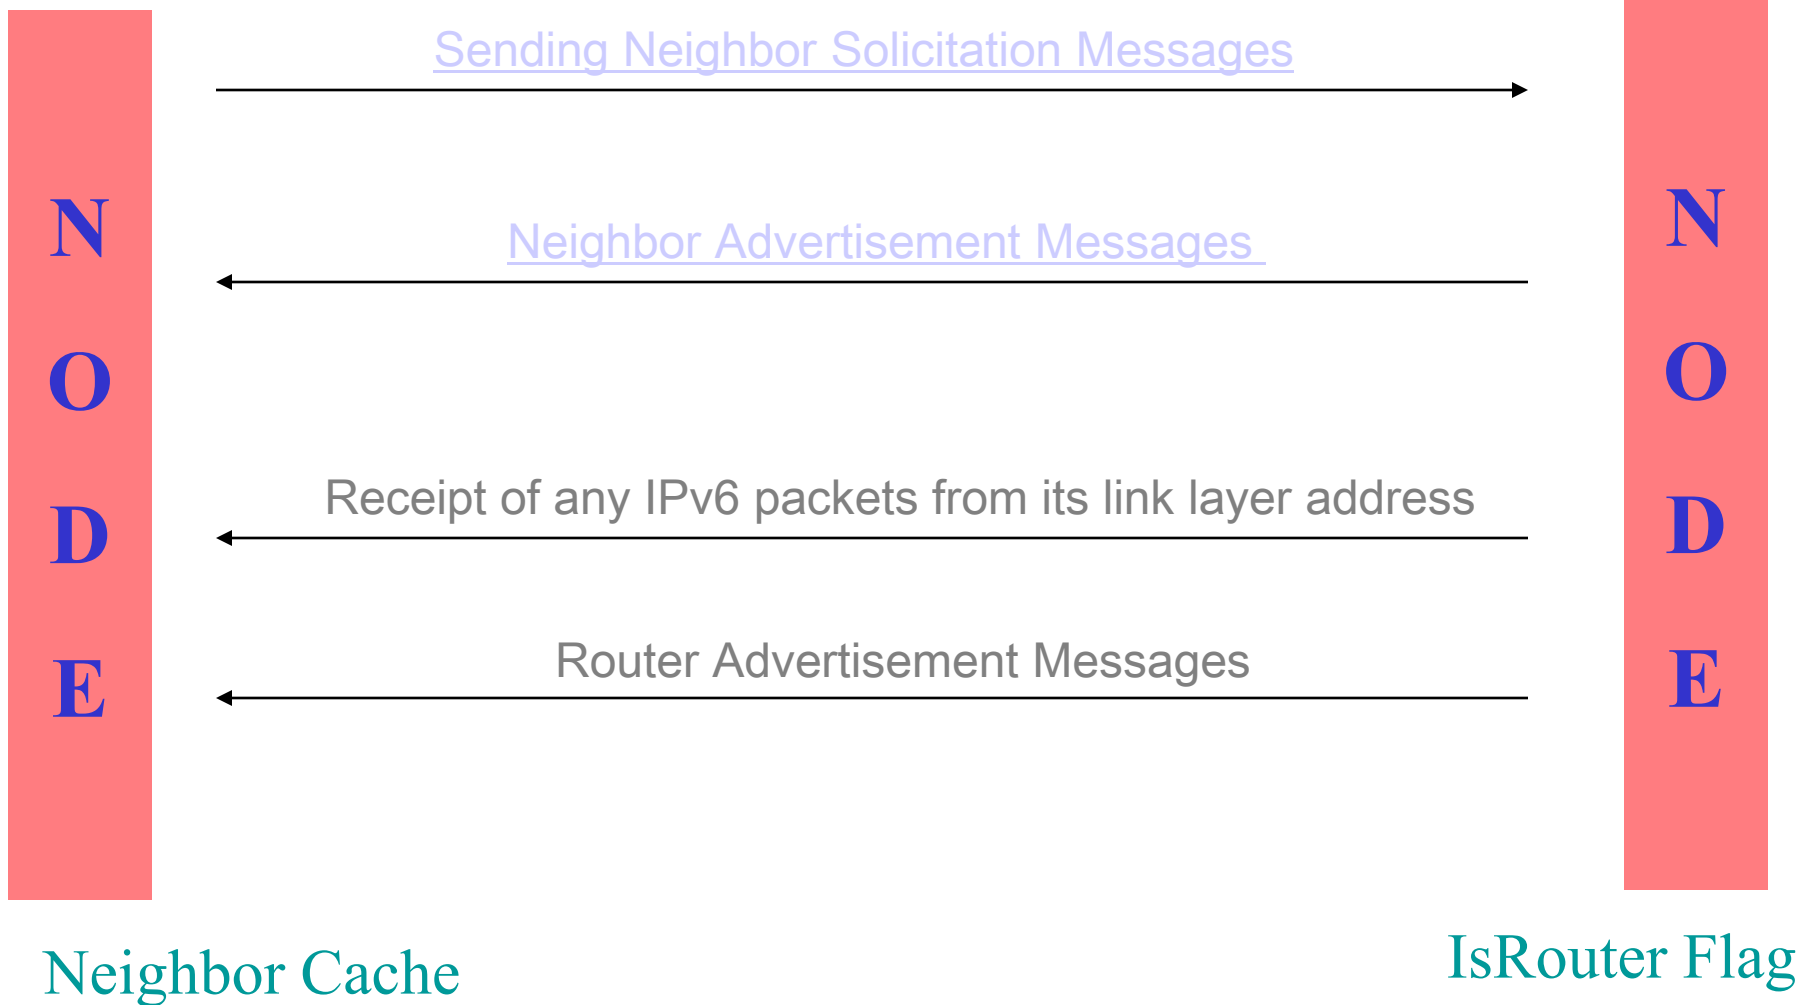 Sending Neighbor Solicitation Messages
Neighbor Advertisement Messages
Receipt of any IPv6 packets from its link layer address
Router Advertisement Messages
N
O
D
E
N
O
D
E
Neighbor Cache
IsRouter Flag